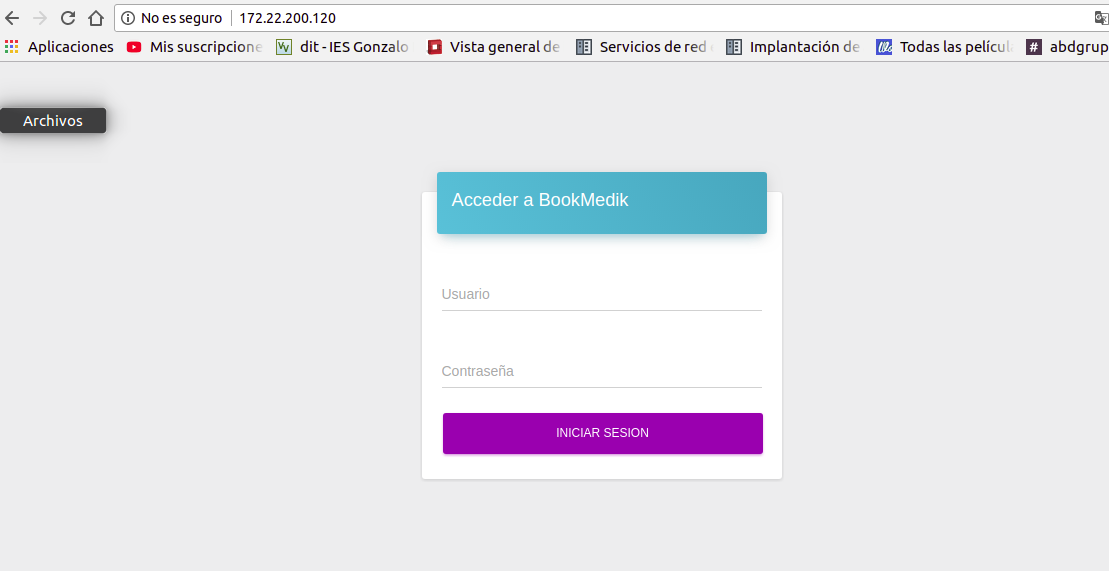 No es seguro 172.22.200.120
Aplicaciones Mis suscripcione dit - IES Gonzalo Vista general de Servicios de red Implantación de Todas las películ # abdgrup
Archivos
Acceder a BookMedik
Usuario
Contraseña
INICIAR SESION